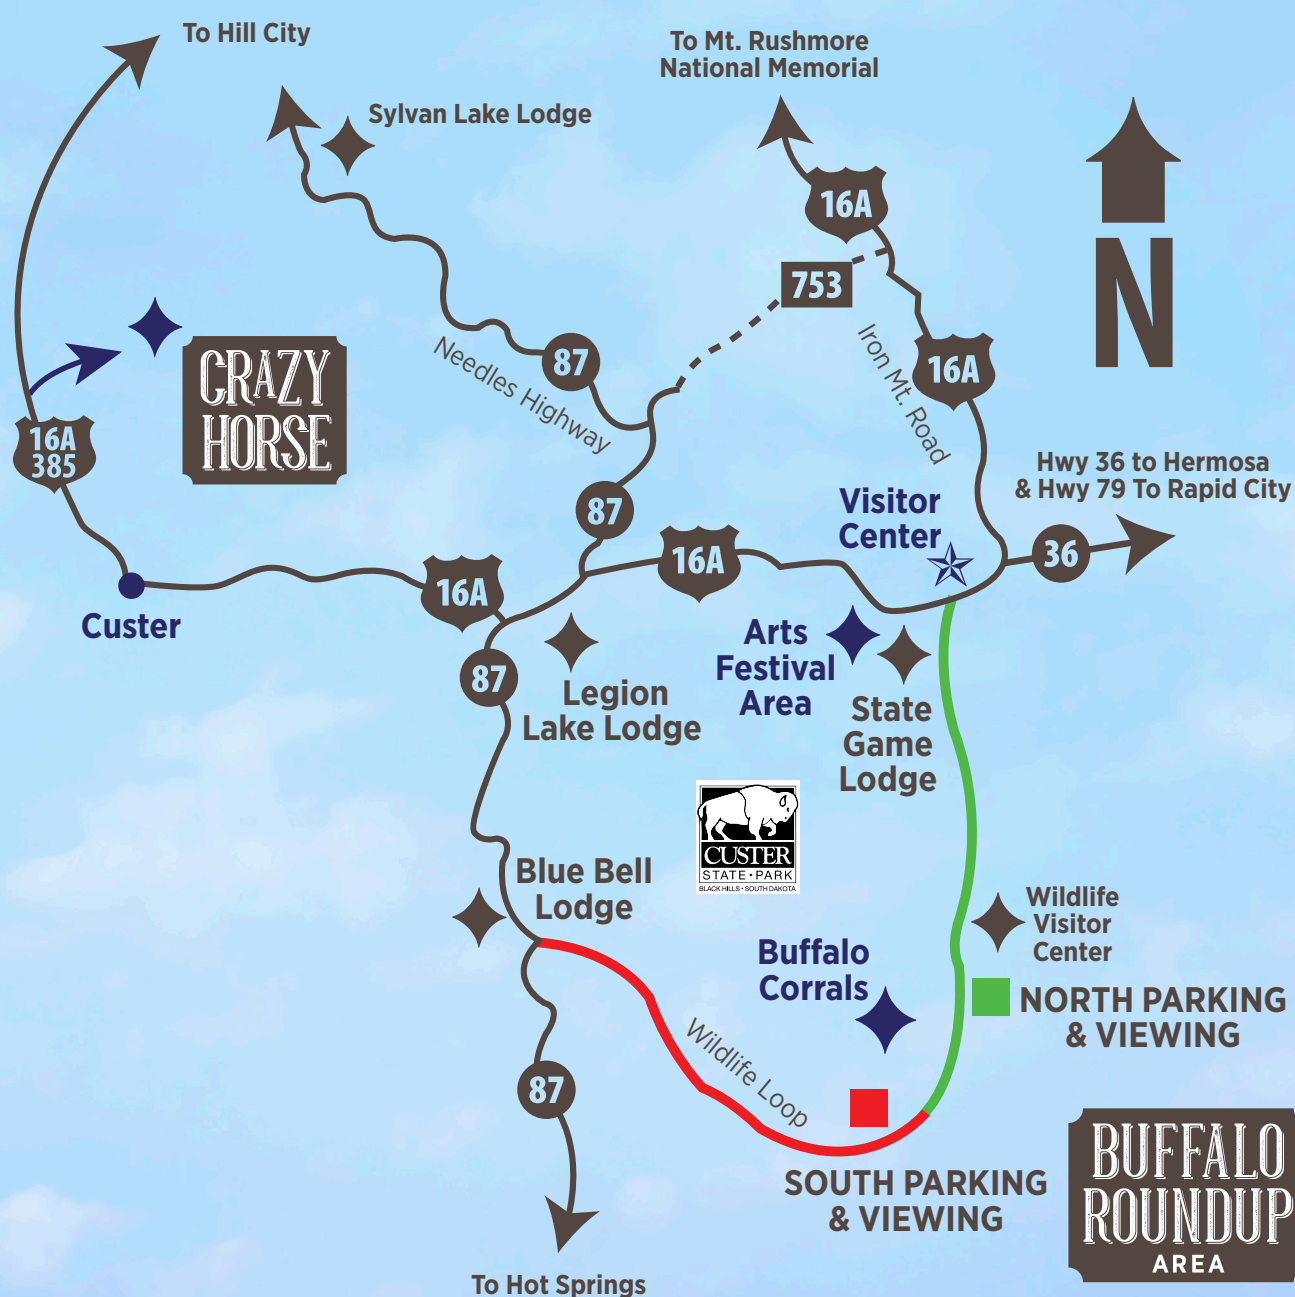 To Hill City
To Mt. Rushmore
National Memorial
Sylvan Lake Lodge
16A
753
N
CRAZY
HORSE
Needles Highway
87
Iron Mt. Road
16A
16A
385
Hwy 36 to Hermosa
& Hwy 79 To Rapid City
Visitor
Center
87
16A
36
16A
Custer
Arts
Festival
Area
87
Legion
Lake Lodge
State
Game
Lodge
CUSTER
STATE•PARK
BLACK HILLS • SOUTH DAKOTA
Blue Bell
Lodge
Wildlife
Visitor
Center
Buffalo
Corrals
NORTH PARKING
& VIEWING
Wildlife Loop
87
SOUTH PARKING
& VIEWING
BUFFALO
ROUNDUP
AREA
To Hot Springs